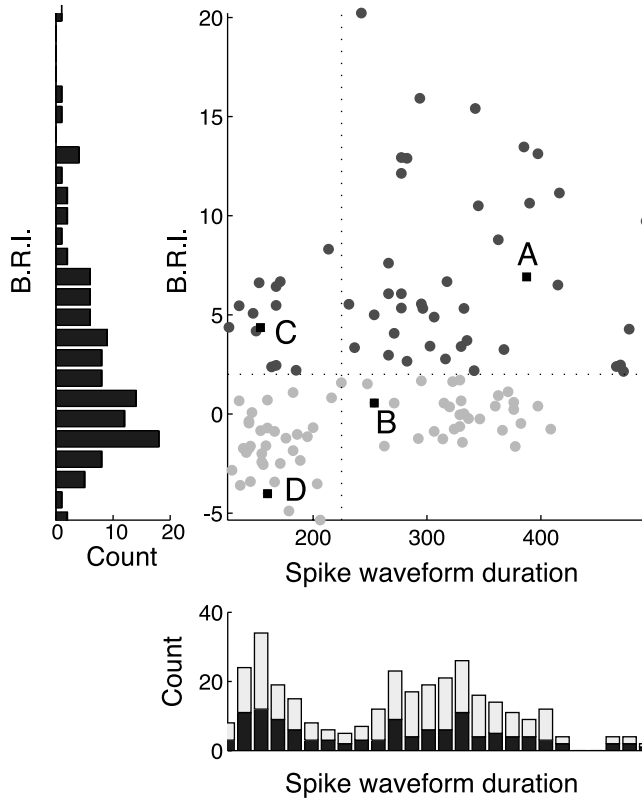 B.R.I.
0 10 20
Count
B.R.I.
20
15
10
5
0
-5
A
C
B
D
200 300 400
Spike waveform duration
Count
40
20
0
Spike waveform duration